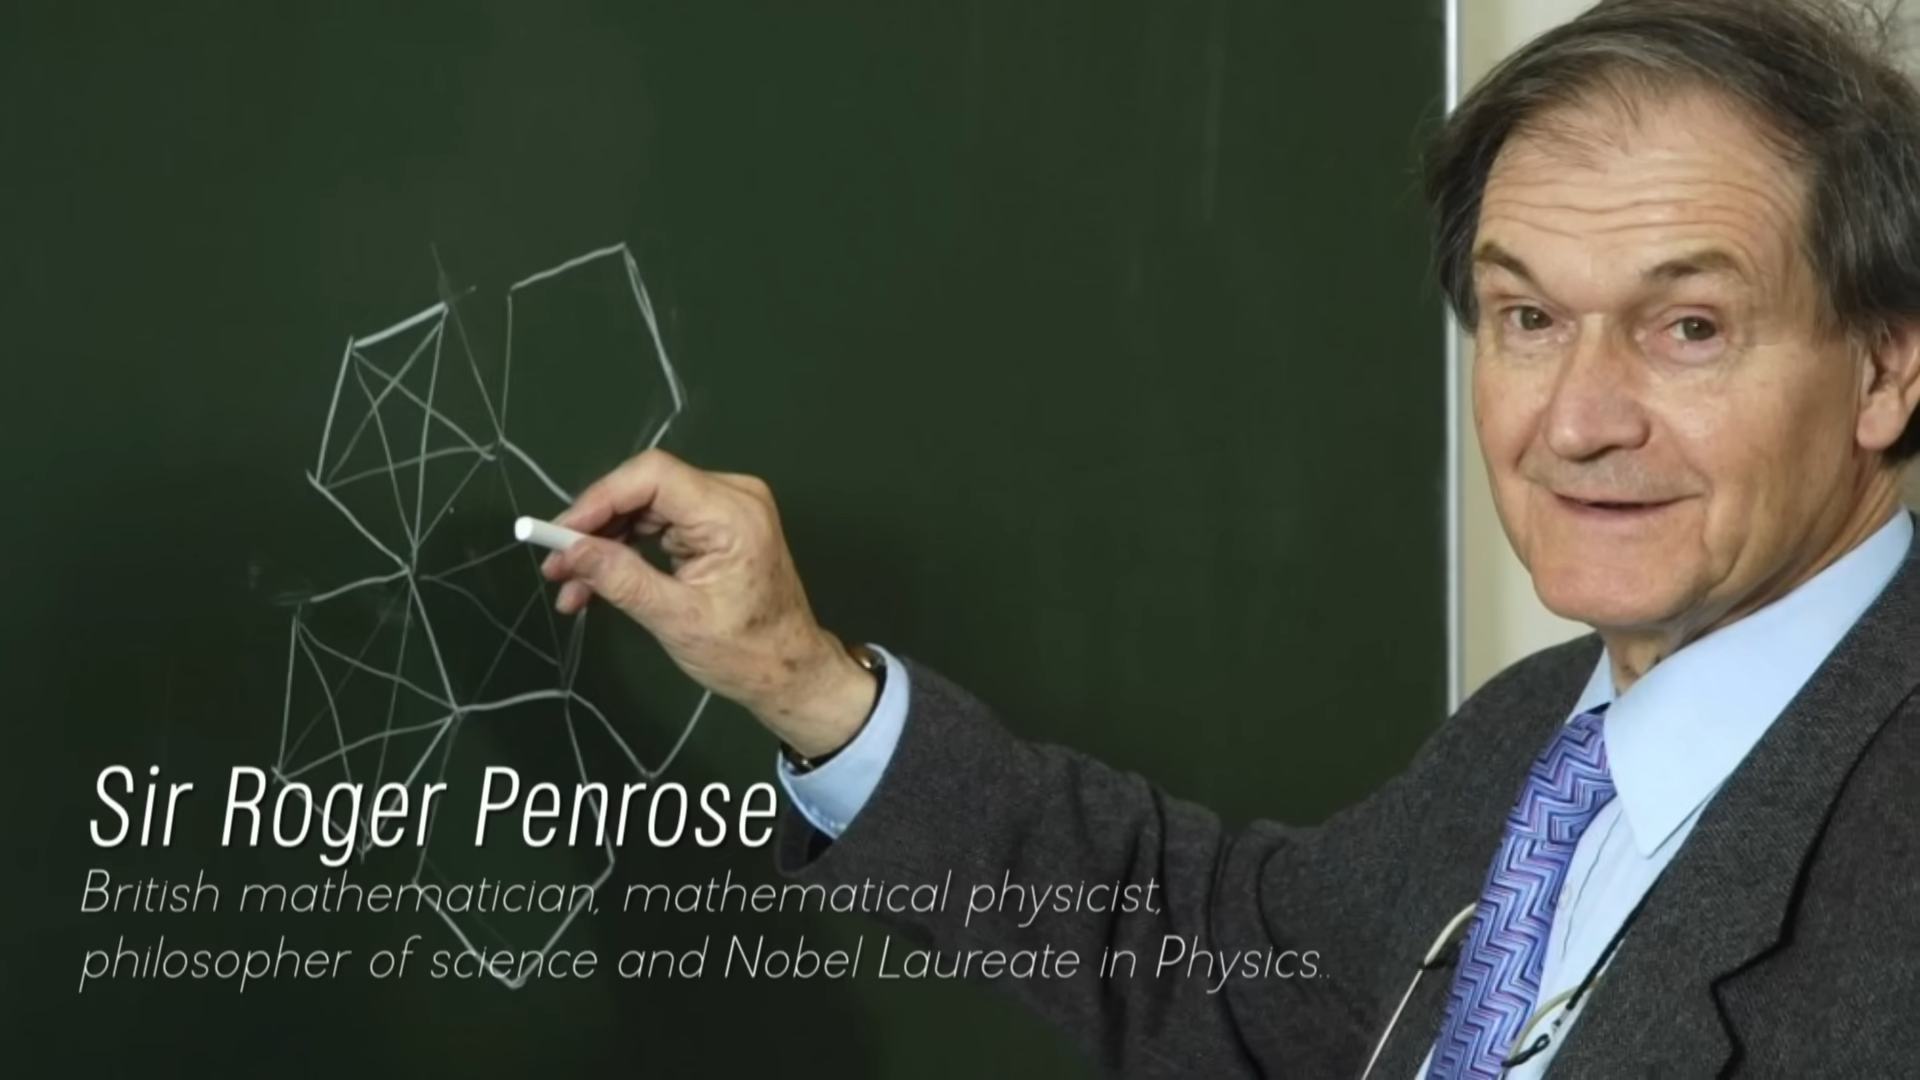 Sir Roger Penrose
British mathematician, mathematical physicist,
philosopher of science and Nobel Laureate in Physics..